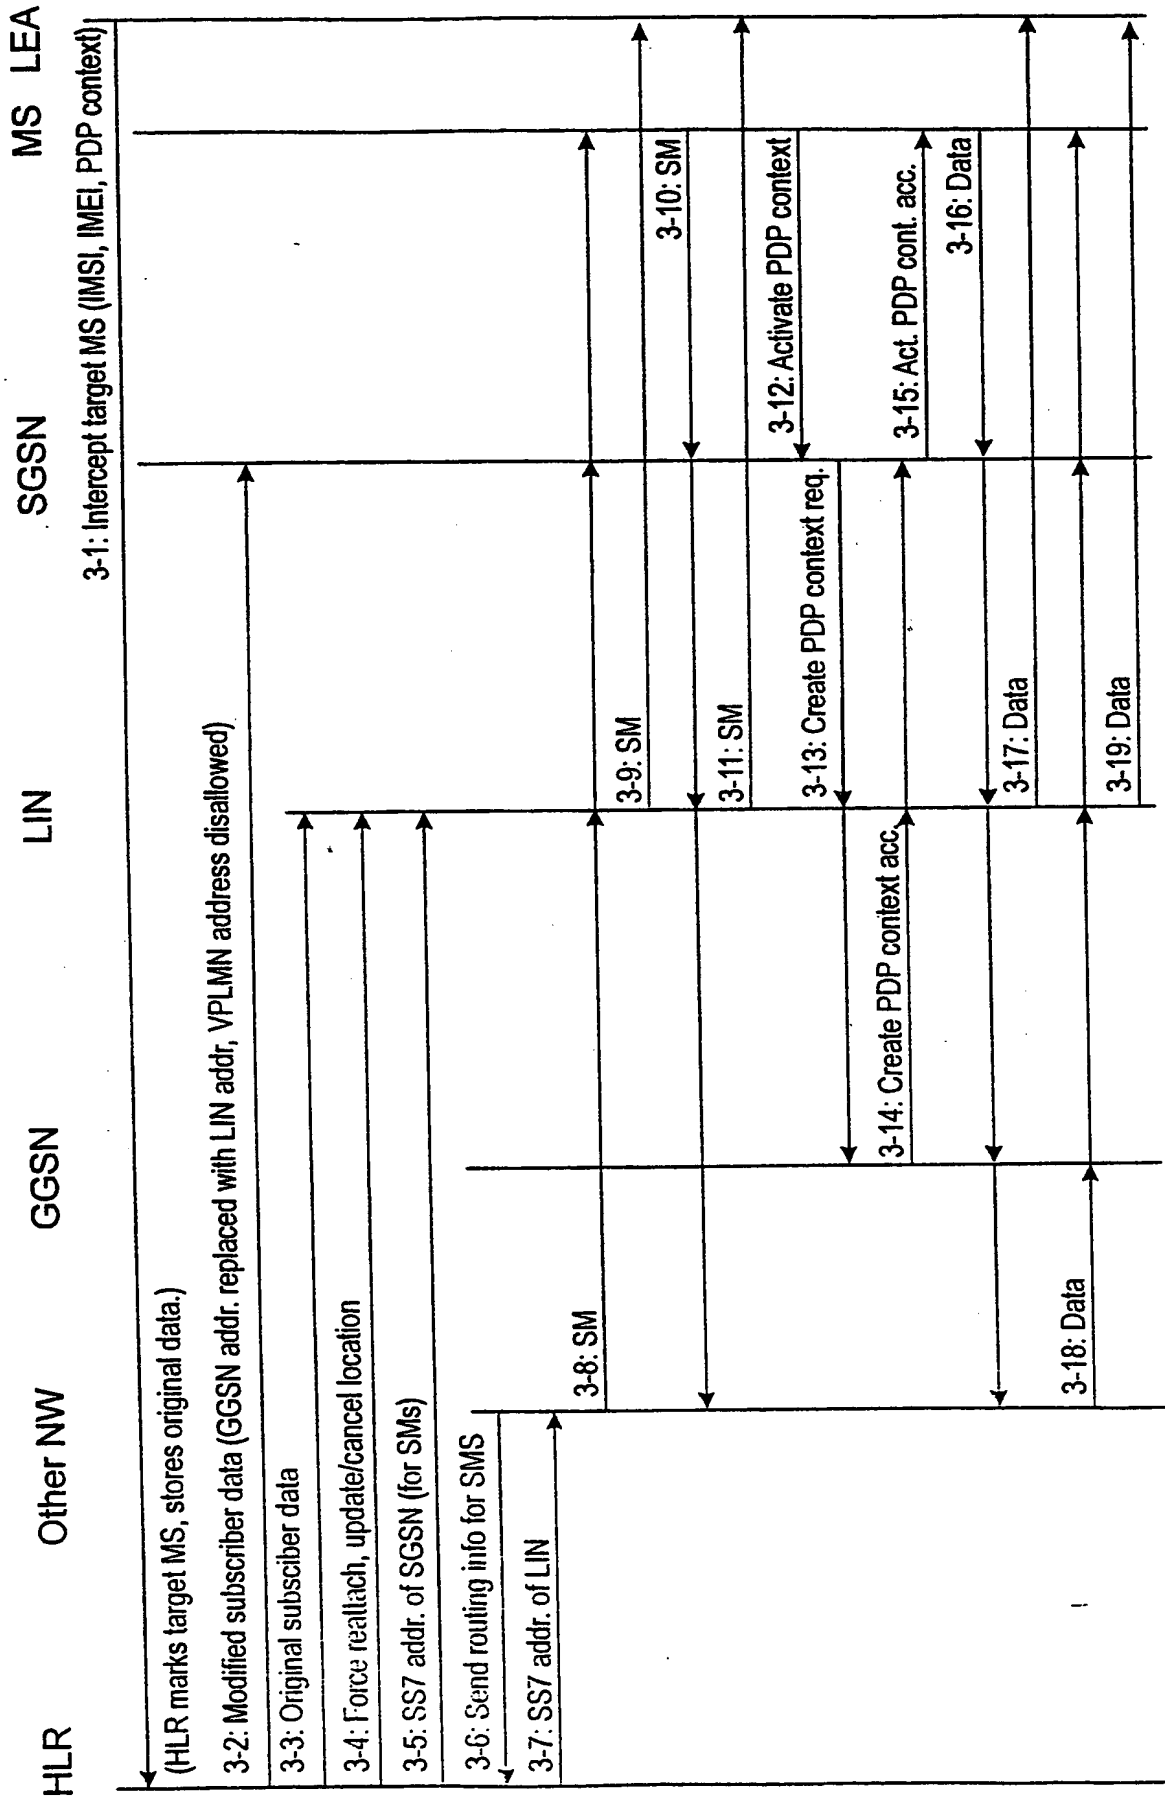 HLR
Other NW
GGSN
LIN
SGSN
MS
LEA
3-1: Intercept target MS (IMSI, IMEI, PDP context)
(HLR marks target MS, stores original data.)
3-2: Modified subscriber data (GGSN addr. replaced with LIN addr, VPLMN address disallowed)
3-3: Original subsciber data
3-4: Force reattach, update/cancel location
3-5: SS7 addr. of SGSN (for SMs)
3-6: Send routing info for SMS
3-7: SS7 addr. of LIN
3-8: SM
3-9: SM
3-10: SM
3-11: SM
3-12: Activate PDP context
3-13: Create PDP context req.
3-14: Create PDP context acc.
3-15: Act. PDP cont. acc.
3-16: Data
3-17: Data
3-18: Data
3-19: Data